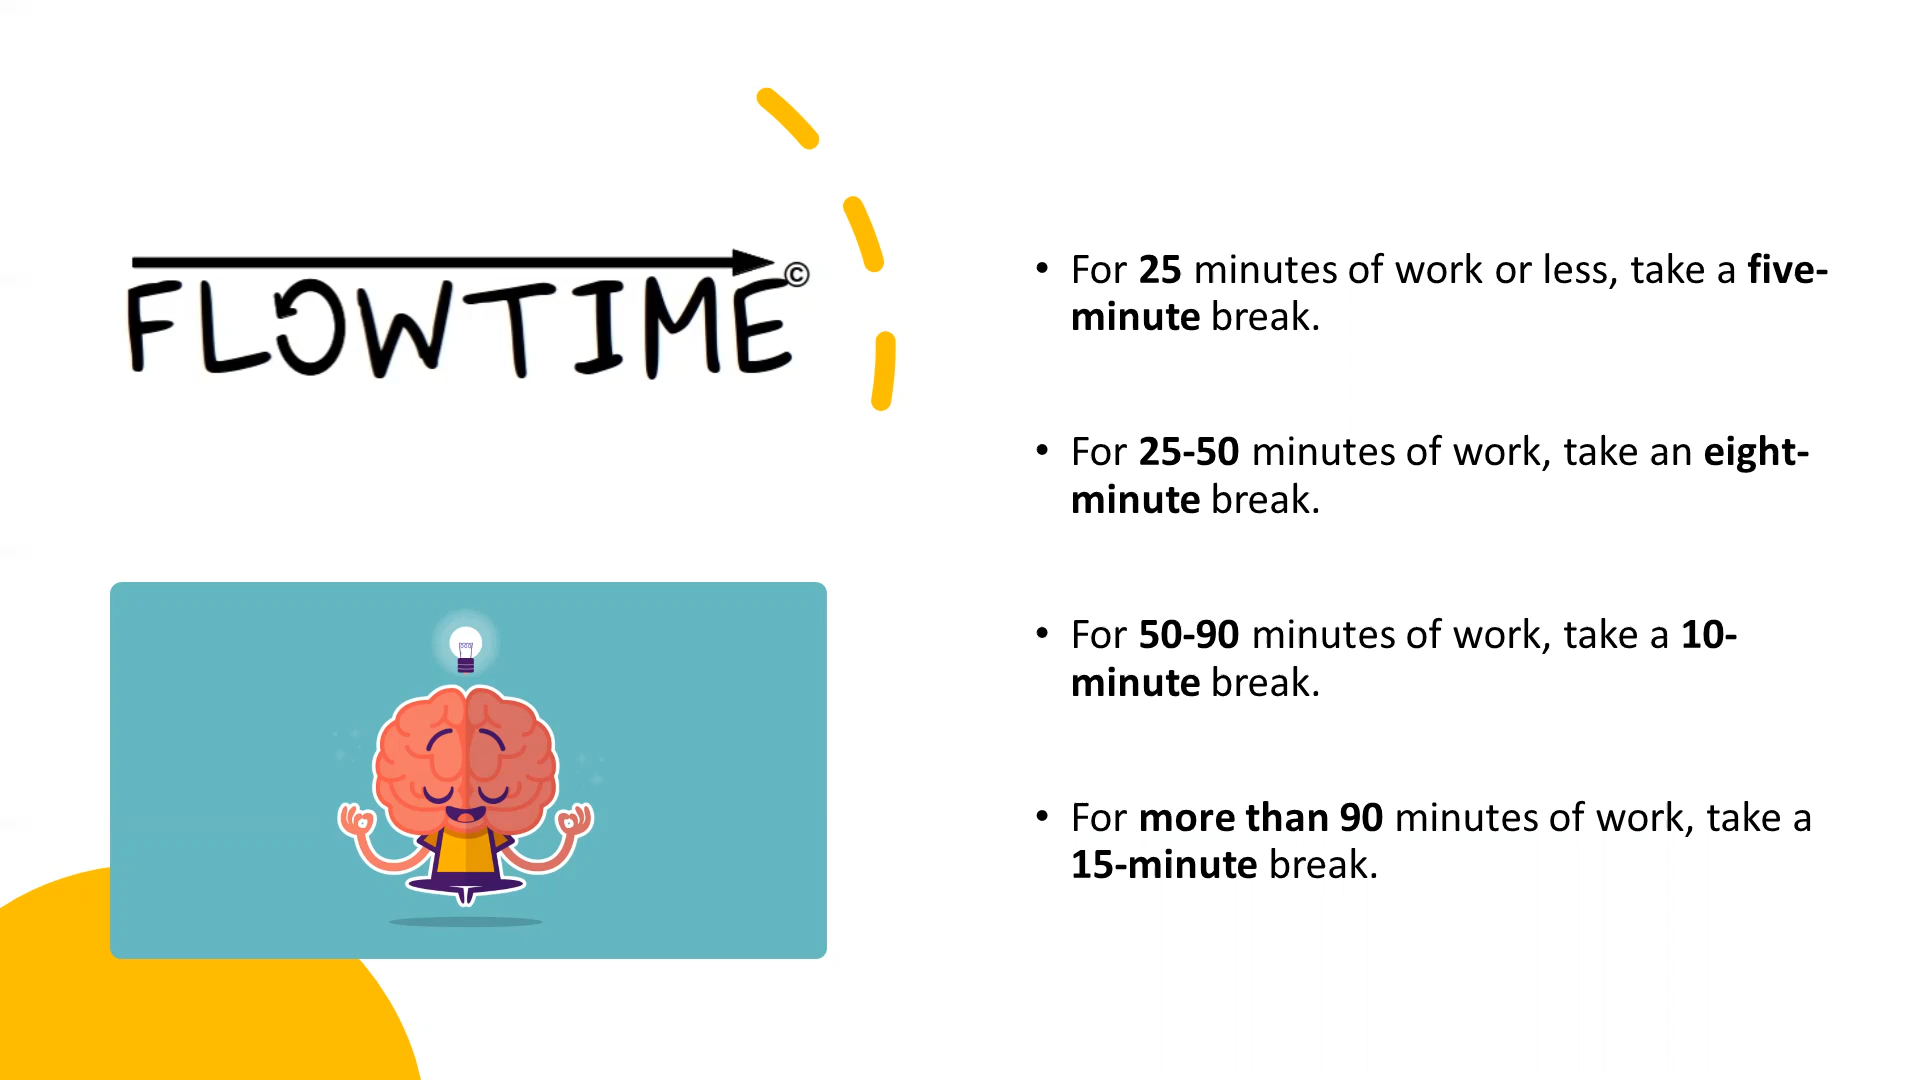 FLOWTIME©
• For 25 minutes of work or less, take a five-
minute break.
• For 25-50 minutes of work, take an eight-
minute break.
• For 50-90 minutes of work, take a 10-
minute break.
• For more than 90 minutes of work, take a
15-minute break.